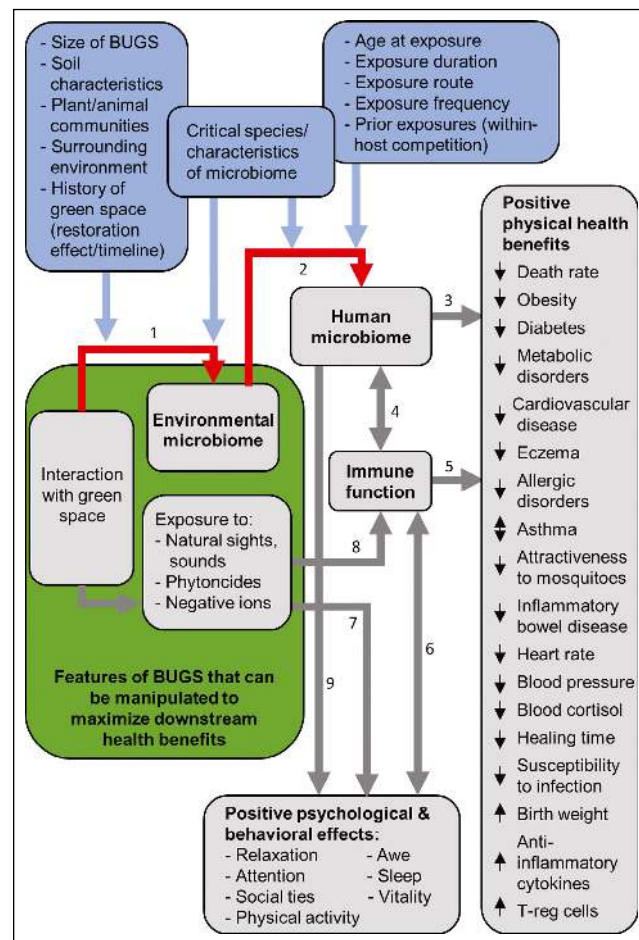 - Size of BUGS
- Soil
characteristics
- Plant/animal
communities
- Surrounding
environment
- History of
green space
(restoration
effect/timeline)
Critical species/
characteristics
of microbiome
- Age at exposure
- Exposure duration
- Exposure route
- Exposure frequency
- Prior exposures (within-
host competition)
1
2
3
4
5
6
7
8
9
Interaction
with green
space
Environmental
microbiome
Exposure to:
- Natural sights,
sounds
- Phytoncides
- Negative ions
Features of BUGS that can
be manipulated to
maximize downstream
health benefits
Human
microbiome
Immune
function
Positive psychological &
behavioral effects:
- Relaxation
- Attention
- Social ties
- Physical activity
- Awe
- Sleep
- Vitality
Positive
physical health
benefits
Death rate
Obesity
Diabetes
Metabolic
disorders
Cardiovascular
disease
Eczema
Allergic
disorders
Asthma
Attractiveness
to mosquitoes
Inflammatory
bowel disease
Heart rate
Blood pressure
Blood cortisol
Healing time
Susceptibility
to infection
Birth weight
Anti-
inflammatory
cytokines
T-reg cells